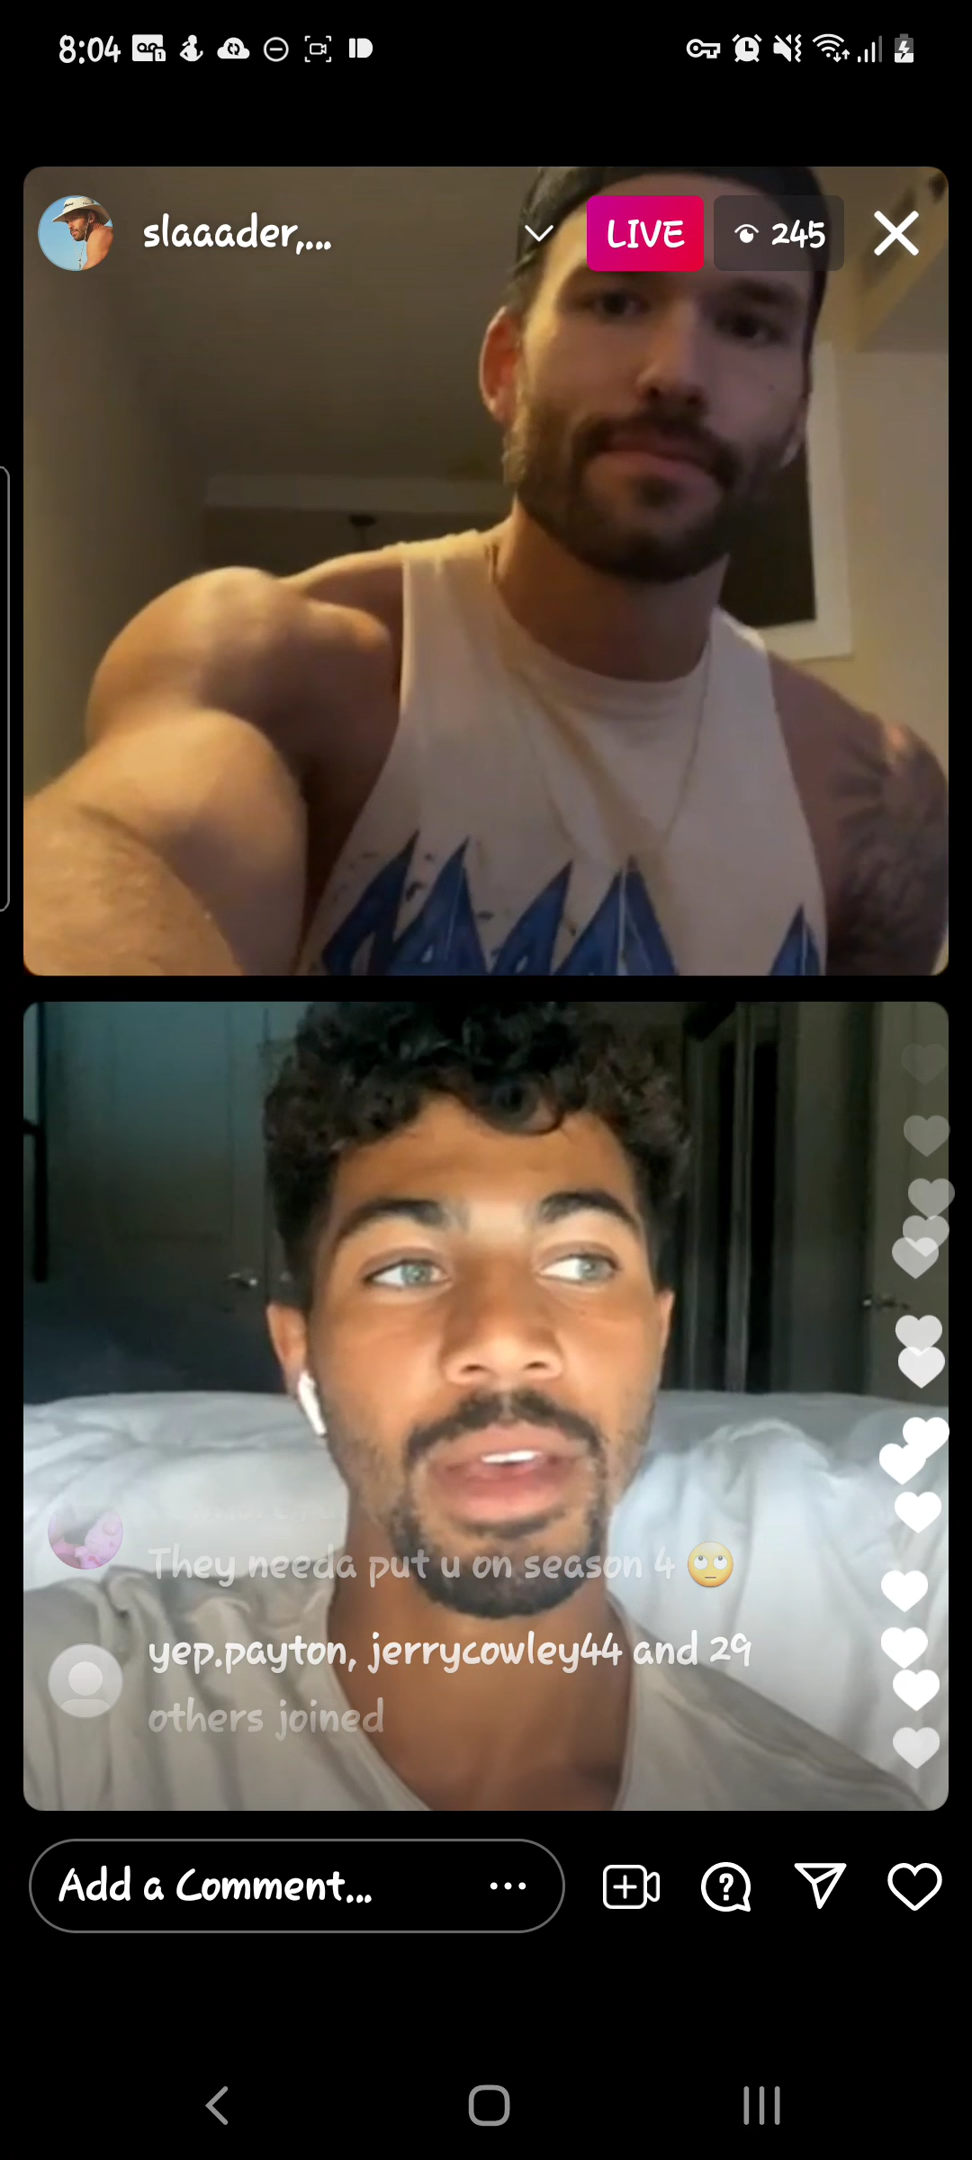 8:04
slaaader,...
LIVE
245
They needa put u on season 4 🙄
yep.payton, jerrycowley44 and 29
others joined
Add a Comment...